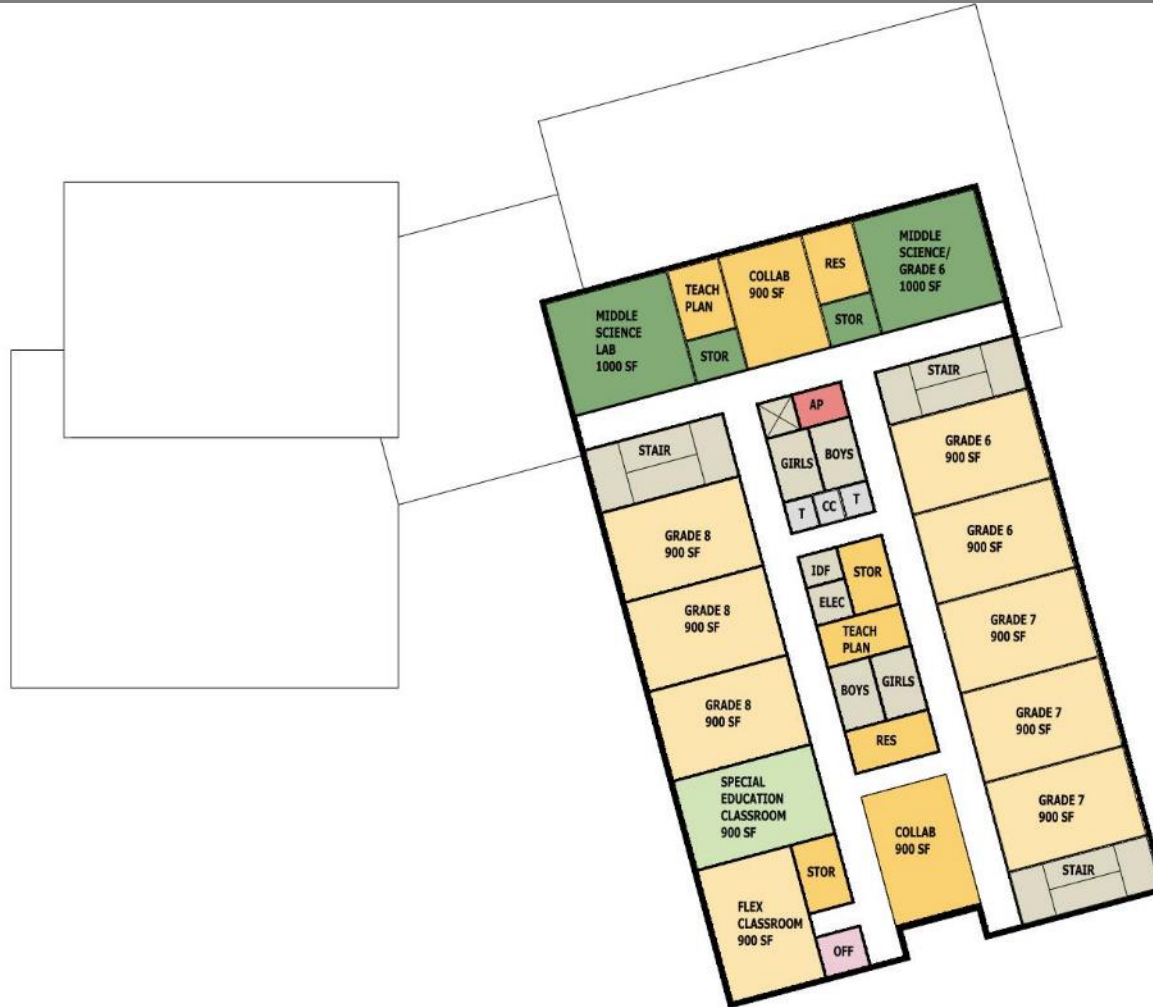 MIDDLE
SCIENCE
LAB
1000 SF
TEACH
PLAN
STOR
COLLAB
900 SF
RES
STOR
MIDDLE
SCIENCE/
GRADE 6
1000 SF
STAIR
STAIR
AP
GIRLS
BOYS
T
CC
T
GRADE 6
900 SF
GRADE 6
900 SF
GRADE 7
900 SF
GRADE 7
900 SF
GRADE 7
900 SF
STAIR
GRADE 8
900 SF
GRADE 8
900 SF
GRADE 8
900 SF
IDF
STOR
ELEC
TEACH
PLAN
BOYS
GIRLS
RES
SPECIAL
EDUCATION
CLASSROOM
900 SF
COLLAB
900 SF
STOR
FLEX
CLASSROOM
900 SF
OFF